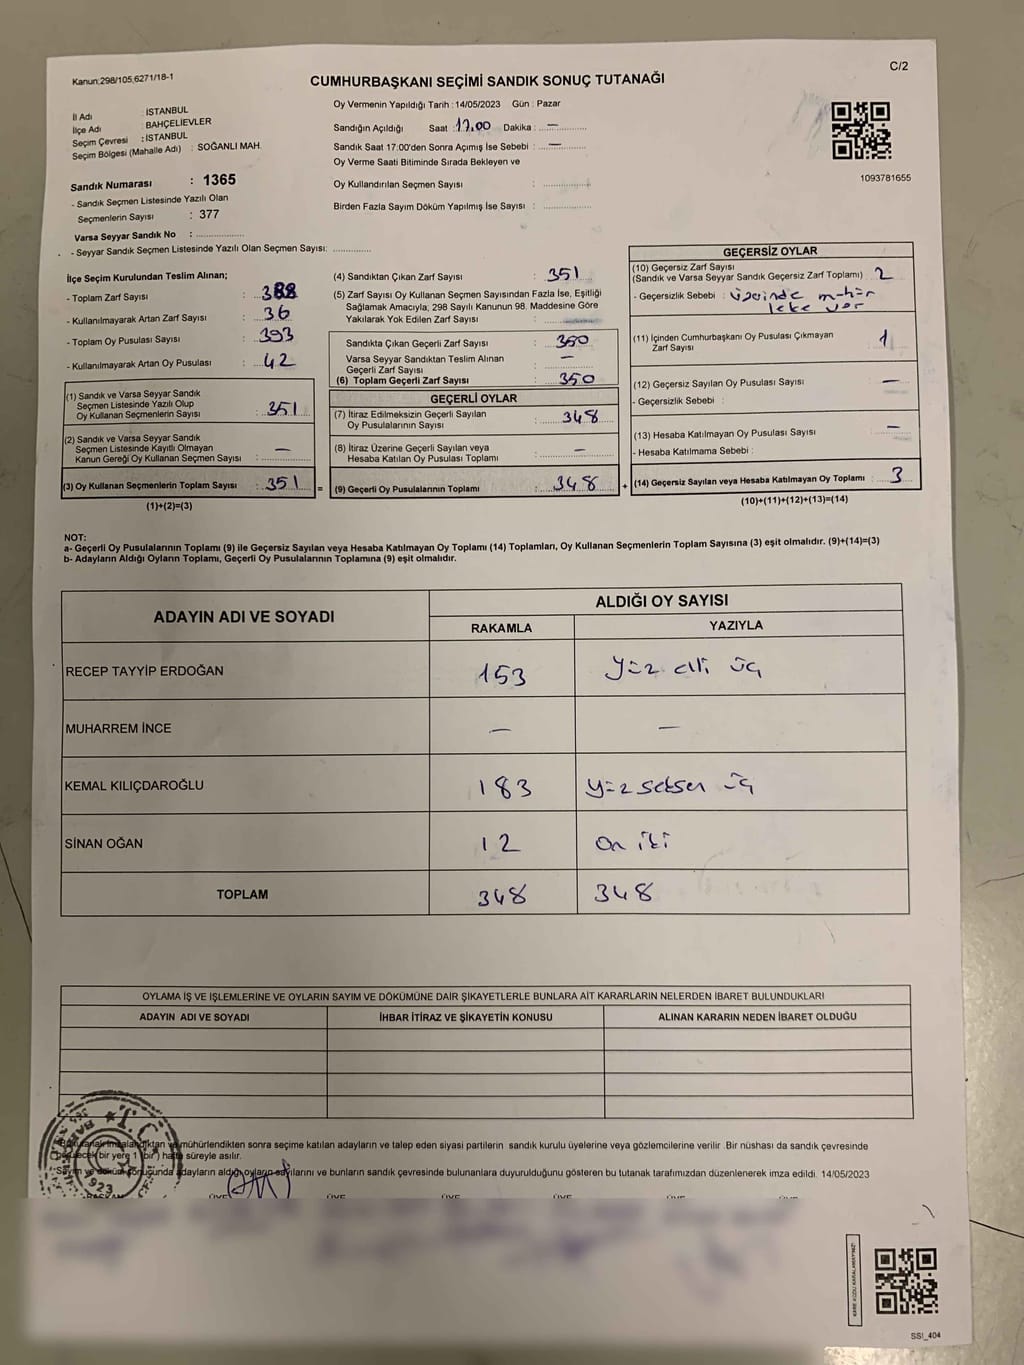 Kanun:298/105,6271/18-1
C/2
CUMHURBAŞKANI SEÇİMİ SANDIK SONUÇ TUTANAĞI
İl Adı : İSTANBUL
İlçe Adı : BAHÇELİEVLER
Seçim Çevresi : İSTANBUL
Seçim Bölgesi (Mahalle Adı) : SOĞANLI MAH.
Sandık Numarası : 1365
- Sandık Seçmen Listesinde Yazılı Olan
Seçmenlerin Sayısı : 377
Varsa Seyyar Sandık No : ..............
- Seyyar Sandık Seçmen Listesinde Yazılı Olan Seçmen Sayısı: ............
Oy Vermenin Yapıldığı Tarih : 14/05/2023 Gün : Pazar
Sandığın Açıldığı Saat : 17.00 Dakika : —
Sandık Saat 17:00'den Sonra Açımış İse Sebebi : —
Oy Verme Saati Bitiminde Sırada Bekleyen ve
Oy Kullandırılan Seçmen Sayısı :
Birden Fazla Sayım Döküm Yapılmış İse Sayısı :
1093781655
İlçe Seçim Kurulundan Teslim Alınan;
- Toplam Zarf Sayısı :
- Kullanılmayarak Artan Zarf Sayısı : 36
- Toplam Oy Pusulası Sayısı : 393
- Kullanılmayarak Artan Oy Pusulası : 42
(1) Sandık ve Varsa Seyyar Sandık
Seçmen Listesinde Yazılı Olup
Oy Kullanan Seçmenlerin Sayısı : 351
(2) Sandık ve Varsa Seyyar Sandık
Seçmen Listesinde Kayıtlı Olmayan
Kanun Gereği Oy Kullanan Seçmen Sayısı : —
(3) Oy Kullanan Seçmenlerin Toplam Sayısı : 351 =
(1)+(2)=(3)
(4) Sandıktan Çıkan Zarf Sayısı : 351
(5) Zarf Sayısı Oy Kullanan Seçmen Sayısından Fazla İse, Eşitliği
Sağlamak Amacıyla; 298 Sayılı Kanunun 98. Maddesine Göre
Yakılarak Yok Edilen Zarf Sayısı :
Sandıkta Çıkan Geçerli Zarf Sayısı : 350
Varsa Seyyar Sandıktan Teslim Alınan
Geçerli Zarf Sayısı : —
(6) Toplam Geçerli Zarf Sayısı : 350
GEÇERLİ OYLAR
(7) İtiraz Edilmeksizin Geçerli Sayılan
Oy Pusulalarının Sayısı : 348
(8) İtiraz Üzerine Geçerli Sayılan veya
Hesaba Katılan Oy Pusulası Toplamı : —
(9) Geçerli Oy Pusulalarının Toplamı : 348 +
GEÇERSİZ OYLAR
(10) Geçersiz Zarf Sayısı
(Sandık ve Varsa Seyyar Sandık Geçersiz Zarf Toplamı) : 2
- Geçersizlik Sebebi : üzerinde mühür
leke var
(11) İçinden Cumhurbaşkanı Oy Pusulası Çıkmayan
Zarf Sayısı : 1
(12) Geçersiz Sayılan Oy Pusulası Sayısı : —
- Geçersizlik Sebebi :
(13) Hesaba Katılmayan Oy Pusulası Sayısı : —
- Hesaba Katılmama Sebebi :
(14) Geçersiz Sayılan veya Hesaba Katılmayan Oy Toplamı : 3
(10)+(11)+(12)+(13)=(14)
NOT:
a- Geçerli Oy Pusulalarının Toplamı (9) ile Geçersiz Sayılan veya Hesaba Katılmayan Oy Toplamı (14) Toplamları, Oy Kullanan Seçmenlerin Toplam Sayısına (3) eşit olmalıdır. (9)+(14)=(3)
b- Adayların Aldığı Oyların Toplamı, Geçerli Oy Pusulalarının Toplamına (9) eşit olmalıdır.
ADAYIN ADI VE SOYADI ALDIĞI OY SAYISI
RAKAMLA YAZIYLA
RECEP TAYYİP ERDOĞAN 153 Yüz elli üç
MUHARREM İNCE — —
KEMAL KILIÇDAROĞLU 183 Yüz seksen üç
SİNAN OĞAN 12 On iki
TOPLAM 348 348
OYLAMA İŞ VE İŞLEMLERİNE VE OYLARIN SAYIM VE DÖKÜMÜNE DAİR ŞİKAYETLERLE BUNLARA AİT KARARLARIN NELERDEN İBARET BULUNDUKLARI
ADAYIN ADI VE SOYADI İHBAR İTİRAZ VE ŞİKAYETİN KONUSU ALINAN KARARIN NEDEN İBARET OLDUĞU
ve mühürlendikten sonra seçime katılan adayların ve talep eden siyasi partilerin sandık kurulu üyelerine veya gözlemcilerine verilir. Bir nüshası da sandık çevresinde
bir yere 1 (bir) hafta süreyle asılır.
adayların aldığı oyların sayılarını ve bunların sandık çevresinde bulunanlara duyurulduğunu gösteren bu tutanak tarafımızdan düzenlenerek imza edildi. 14/05/2023
BAŞKAN ÜYE ÜYE ÜYE ÜYE ÜYE ÜYE
SSI_404